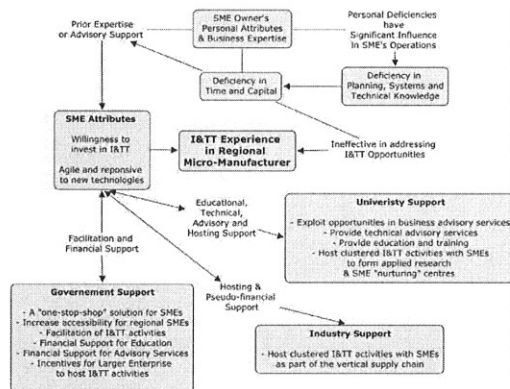 Prior Expertise
or Advisory Support
SME Owner's
Personal Attributes
& Business Expertise
Personal Deficiencies
have
Significant Influence
in SME's Operations
Deficiency in
Time and Capital
Deficiency in
Planning, Systems and
Technical Knowledge
SME Attributes
Willingness to
invest in I&TT
Agile and reponsive
to new technologies
I&TT Experience
in Regional
Micro-Manufacturer
Ineffective in addressing
I&TT Opportunities
Educational,
Technical,
Advisory and
Hosting Support
Univeristy Support
- Exploit opportunities in business advisory services
- Provide technical advisory services
- Provide education and training
- Host clustered I&TT activities with SMEs
to form applied research
& SME "nurturing" centres
Facilitation and
Financial Support
Hosting &
Pseudo-financial
Support
Governement Support
- A "one-stop-shop" solution for SMEs
- Increase accessibility for regional SMEs
- Facilitation of I&TT
activities
- Financial Support for Education
- Financial Support for Advisory Services
- Incentives for Larger Enterprise
to host I&TT activities
Industry Support
- Host clustered I&TT activities with SMEs
as part of the vertical supply chain